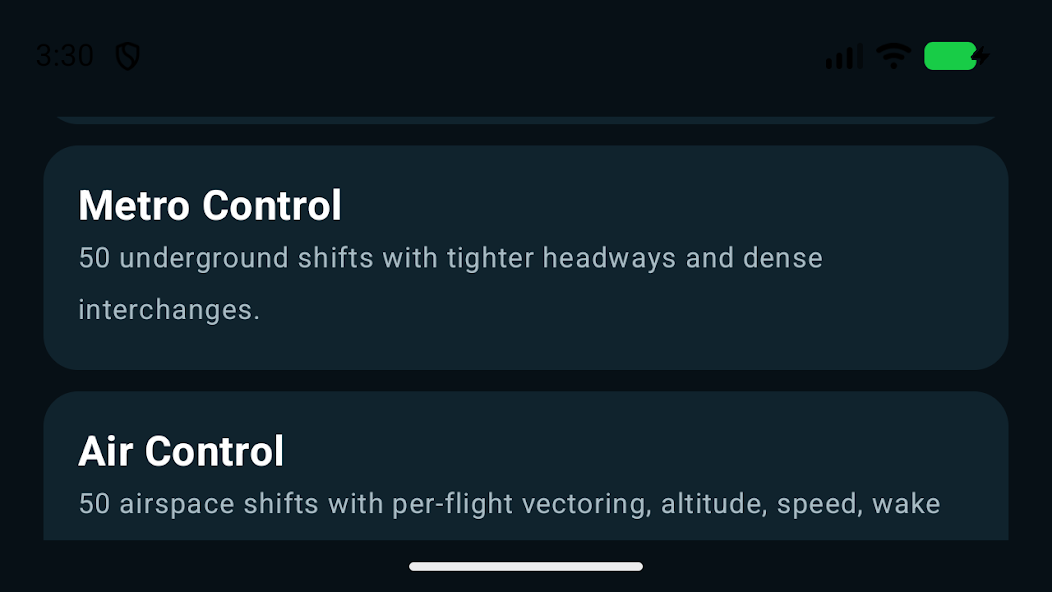 3:30
Metro Control
50 underground shifts with tighter headways and dense
interchanges.
Air Control
50 airspace shifts with per-flight vectoring, altitude, speed, wake